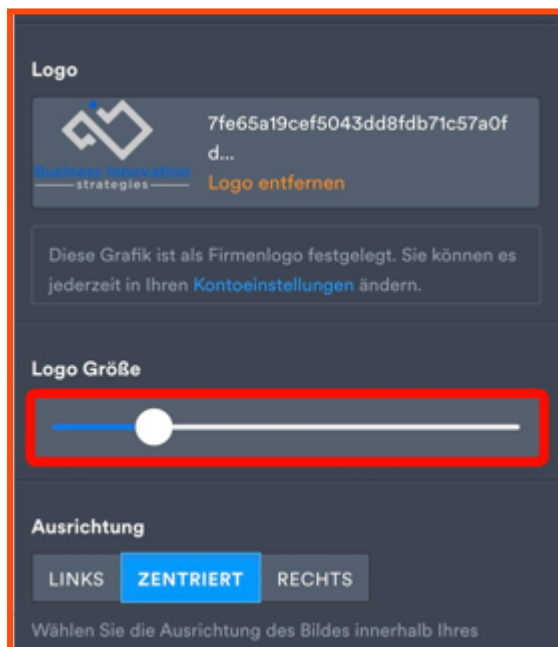 Logo
7fe65a19cef5043dd8fdb71c57a0f
d...
Business Innovation
strategies
Logo entfernen
Diese Grafik ist als Firmenlogo festgelegt. Sie können es
jederzeit in Ihren Kontoeinstellungen ändern.
Logo Größe
Ausrichtung
LINKS ZENTRIERT RECHTS
Wählen Sie die Ausrichtung des Bildes innerhalb Ihres